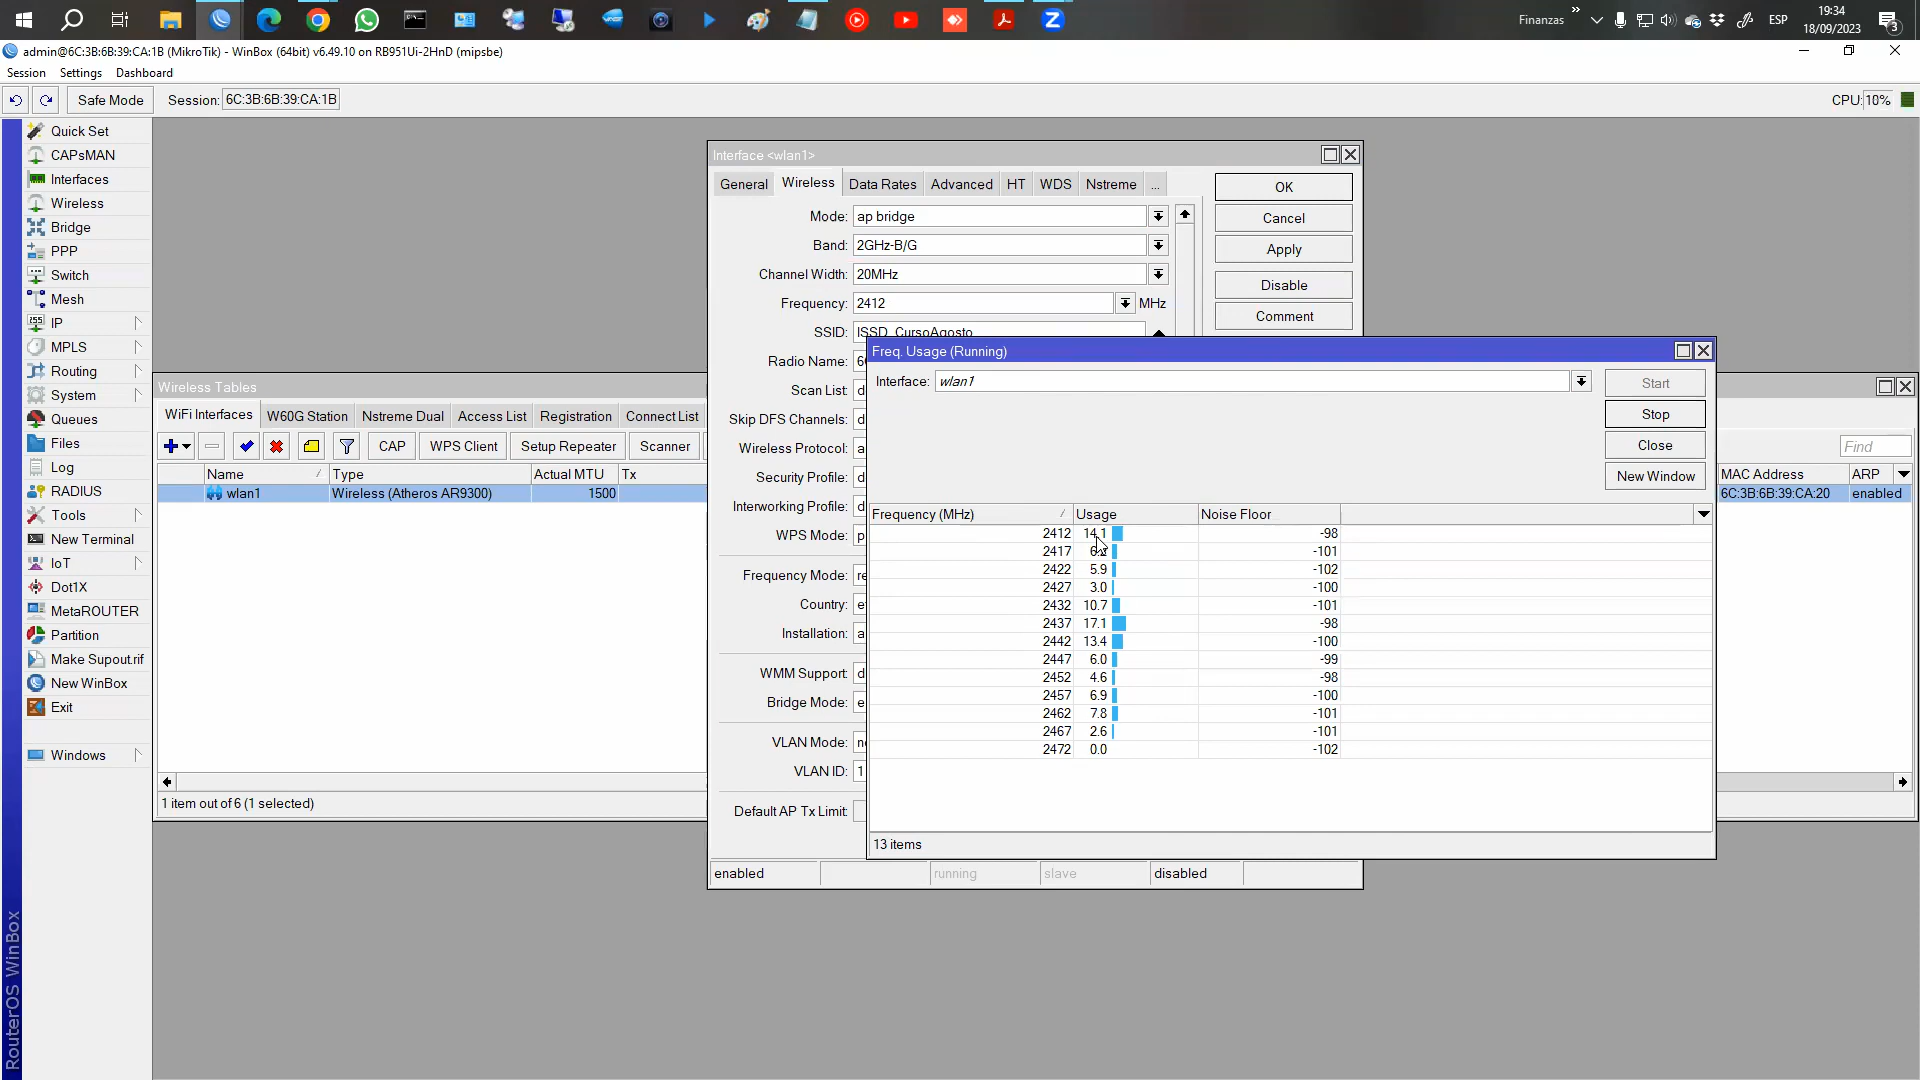 Finanzas
ESP
19:34
18/09/2023
3
admin@6C:3B:6B:39:CA:1B (MikroTik) - WinBox (64bit) v6.49.10 on RB951Ui-2HnD (mipsbe)
Session Settings Dashboard
Safe Mode Session: 6C:3B:6B:39:CA:1B CPU: 10%
Quick Set
CAPsMAN
Interfaces
Wireless
Bridge
PPP
Switch
Mesh
IP
MPLS
Routing
System
Queues
Files
Log
RADIUS
Tools
New Terminal
IoT
Dot1X
MetaROUTER
Partition
Make Supout.rif
New WinBox
Exit
Windows
RouterOS WinBox
Wireless Tables
WiFi Interfaces W60G Station Nstreme Dual Access List Registration Connect List
CAP WPS Client Setup Repeater Scanner Find
Name Type Actual MTU Tx MAC Address ARP
wlan1 Wireless (Atheros AR9300) 1500 6C:3B:6B:39:CA:20 enabled
1 item out of 6 (1 selected)
Interface <wlan1>
General Wireless Data Rates Advanced HT WDS Nstreme ...
Mode: ap bridge
Band: 2GHz-B/G
Channel Width: 20MHz
Frequency: 2412 MHz
SSID: ISSD_CursoAgosto
Radio Name: 6
Scan List: d
Skip DFS Channels: d
Wireless Protocol: a
Security Profile: d
Interworking Profile: d
WPS Mode: p
Frequency Mode: re
Country: e
Installation: a
WMM Support: d
Bridge Mode: e
VLAN Mode: n
VLAN ID: 1
Default AP Tx Limit:
OK
Cancel
Apply
Disable
Comment
enabled running slave disabled
Freq. Usage (Running)
Interface: wlan1
Start
Stop
Close
New Window
Frequency (MHz) Usage Noise Floor
2412 14.1 -98
2417 -101
2422 5.9 -102
2427 3.0 -100
2432 10.7 -101
2437 17.1 -98
2442 13.4 -100
2447 6.0 -99
2452 4.6 -98
2457 6.9 -100
2462 7.8 -101
2467 2.6 -101
2472 0.0 -102
13 items